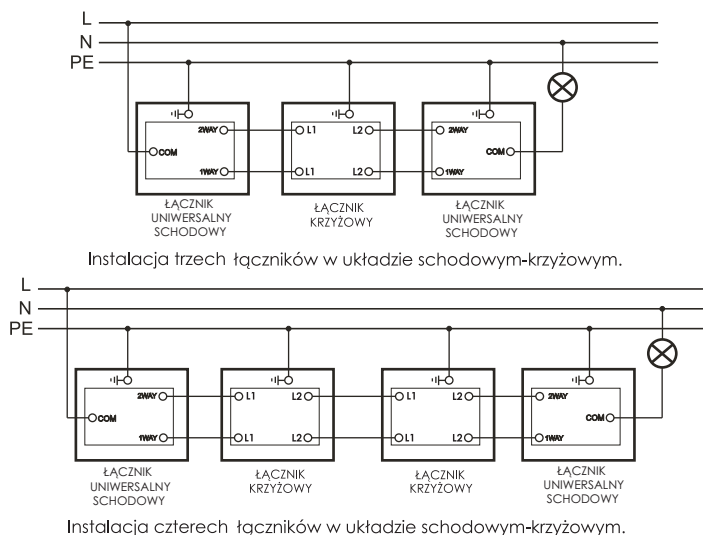 L
N
PE
2WAY L1 L2 2WAY
COM COM
1WAY L1 L2 1WAY
ŁĄCZNIK UNIWERSALNY SCHODOWY
ŁĄCZNIK KRZYŻOWY
ŁĄCZNIK UNIWERSALNY SCHODOWY
Instalacja trzech łączników w układzie schodowym-krzyżowym.
L
N
PE
2WAY L1 L2 L1 L2 2WAY
COM COM
1WAY L1 L2 L1 L2 1WAY
ŁĄCZNIK UNIWERSALNY SCHODOWY
ŁĄCZNIK KRZYŻOWY
ŁĄCZNIK KRZYŻOWY
ŁĄCZNIK UNIWERSALNY SCHODOWY
Instalacja czterech łączników w układzie schodowym-krzyżowym.